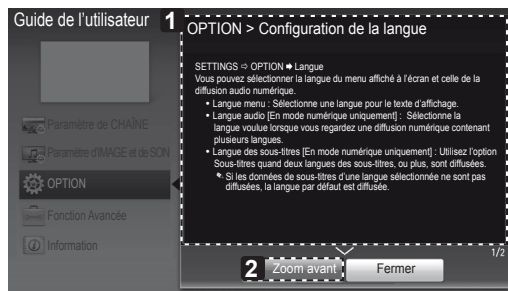 Guide de l'utilisateur
1
OPTION > Configuration de la langue
SETTINGS ⇨ OPTION ➡ Langue
Vous pouvez sélectionner la langue du menu affiché à l'écran et celle de la
diffusion audio numérique.
• Langue menu : Sélectionne une langue pour le texte d'affichage.
• Langue audio [En mode numérique uniquement] : Sélectionne la
langue voulue lorsque vous regardez une diffusion numérique contenant
plusieurs langues.
• Langue des sous-titres [En mode numérique uniquement] : Utilisez l'option
Sous-titres quand deux langues des sous-titres, ou plus, sont diffusées.
Si les données de sous-titres d'une langue sélectionnée ne sont pas
diffusées, la langue par défaut est diffusée.
Paramètre de CHAÎNE
Paramètre d'IMAGE et de SON
OPTION
Fonction Avancée
Information
1/2
2
Zoom avant
Fermer